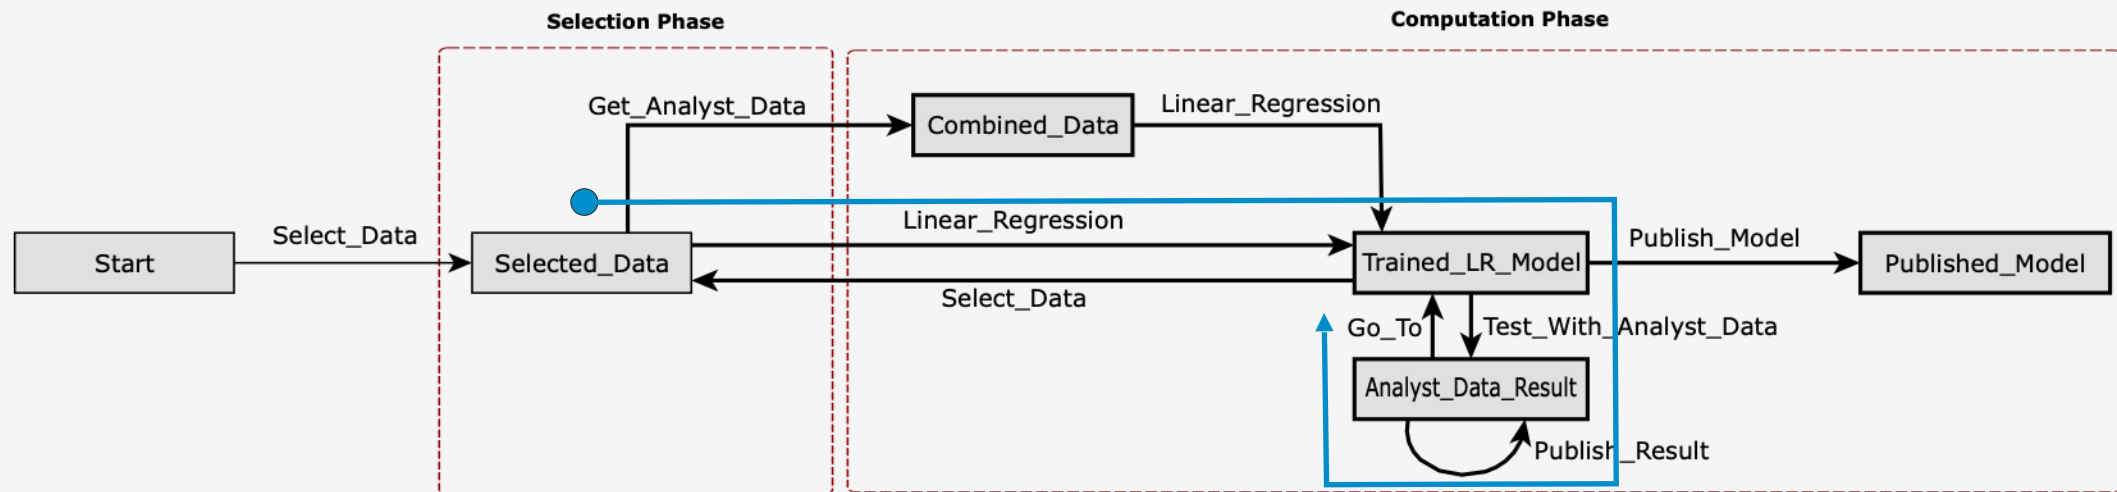 Selection Phase
Computation Phase
Get_Analyst_Data
Combined_Data
Linear_Regression
Start
Select_Data
Selected_Data
Linear_Regression
Select_Data
Trained_LR_Model
Publish_Model
Published_Model
Go_To
Test_With_Analyst_Data
Analyst_Data_Result
Publish_Result